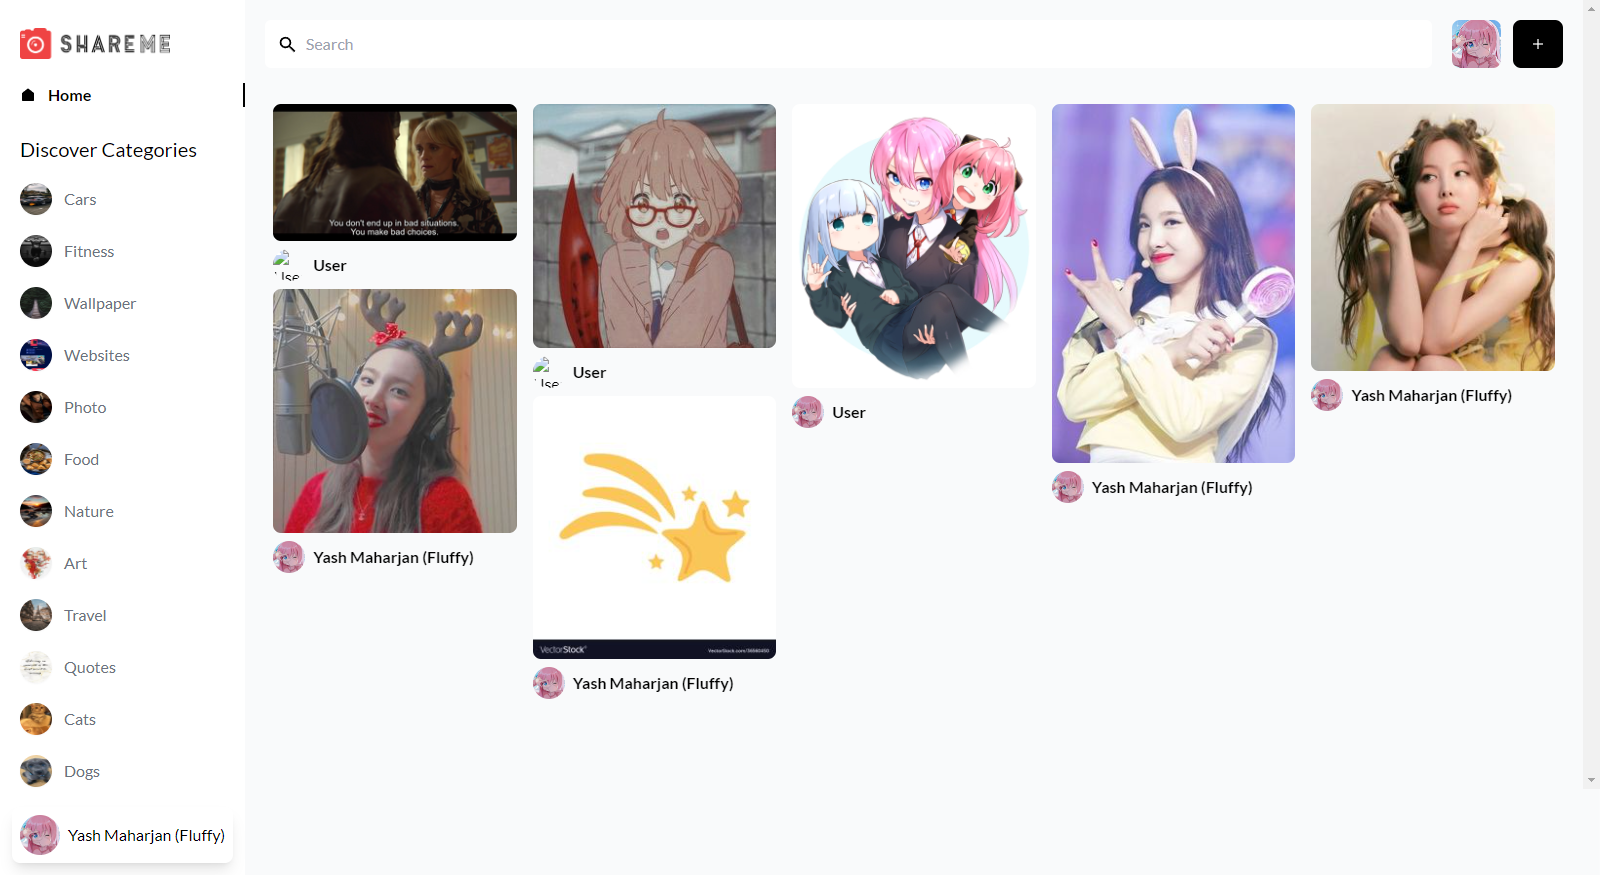 SHAREME
Search
+
Home
Discover Categories
Cars
Fitness
Wallpaper
Websites
Photo
Food
Nature
Art
Travel
Quotes
Cats
Dogs
Yash Maharjan (Fluffy)
You don't end up in bad situations.
You make bad choices.
Use
User
Yash Maharjan (Fluffy)
User
VectorStock®
VectorStock.com/38560450
Yash Maharjan (Fluffy)
User
Yash Maharjan (Fluffy)
Yash Maharjan (Fluffy)